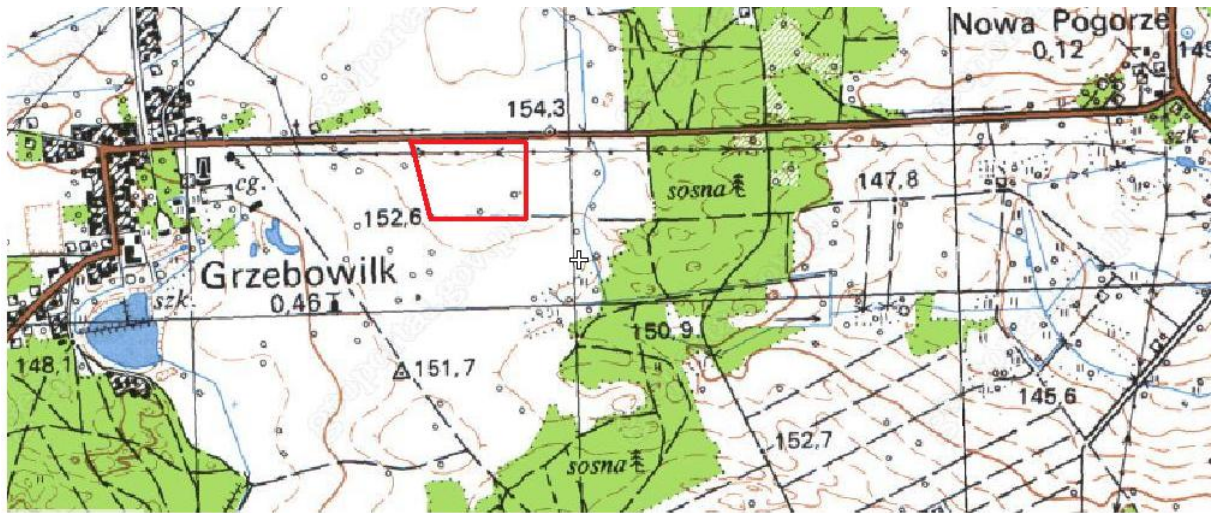 Nowa Pogorze
0,12
149
154,3
szk
cg.
sosna
147,8
152,6
Grzebowilk
0,46
szk.
150,9
148,1
151,7
145,6
152,7
sosna